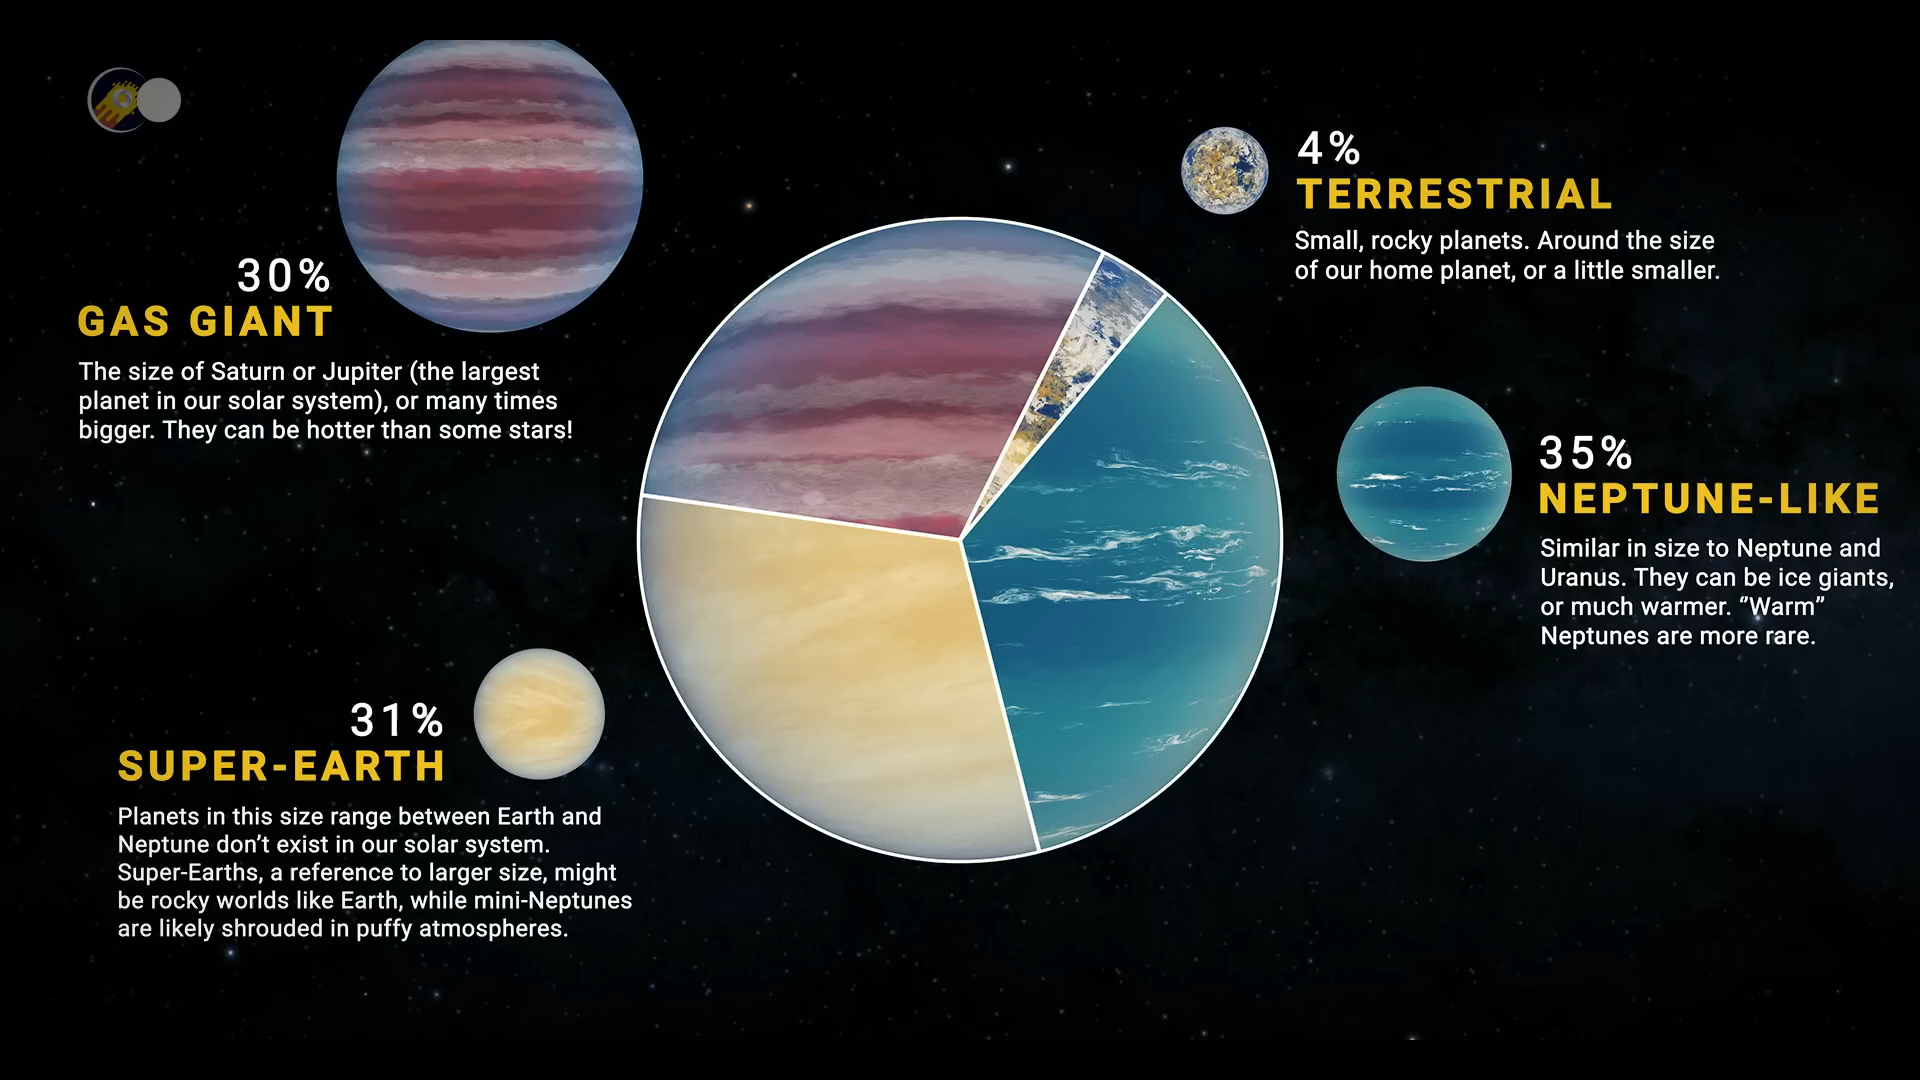 30%
GAS GIANT
The size of Saturn or Jupiter (the largest
planet in our solar system), or many times
bigger. They can be hotter than some stars!
4%
TERRESTRIAL
Small, rocky planets. Around the size
of our home planet, or a little smaller.
35%
NEPTUNE-LIKE
Similar in size to Neptune and
Uranus. They can be ice giants,
or much warmer. “Warm”
Neptunes are more rare.
31%
SUPER-EARTH
Planets in this size range between Earth and
Neptune don’t exist in our solar system.
Super-Earths, a reference to larger size, might
be rocky worlds like Earth, while mini-Neptunes
are likely shrouded in puffy atmospheres.